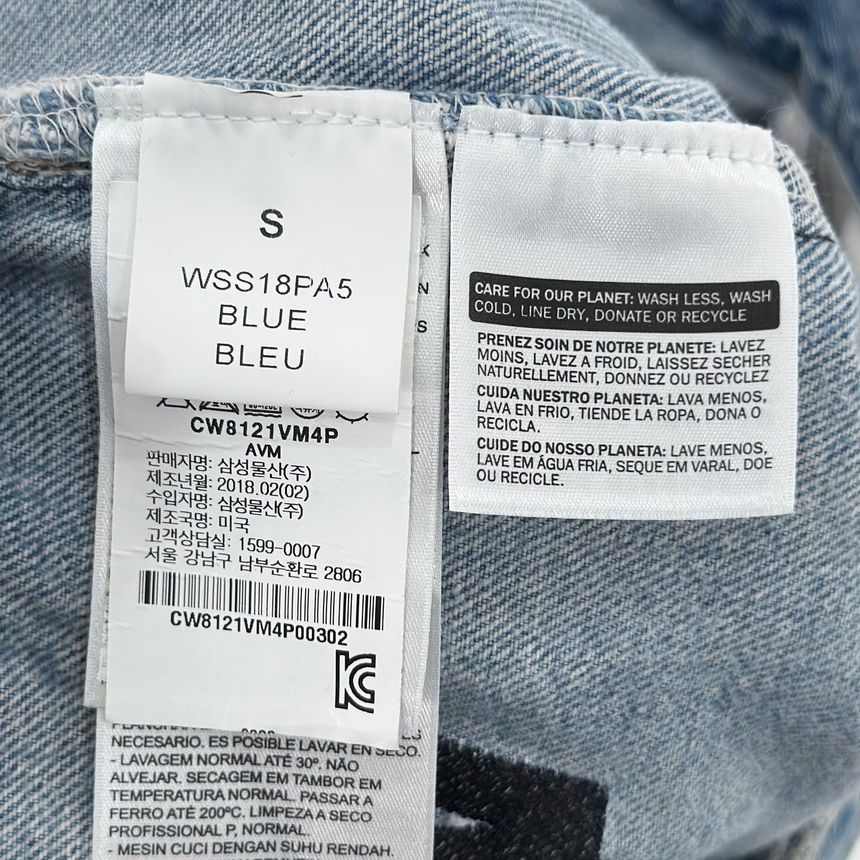 S
WSS18PA5
BLUE
BLEU
CW8121VM4P
AVM
판매자명: 삼성물산(주)
제조년월: 2018.02(02)
수입자명: 삼성물산(주)
제조국명: 미국
고객상담실: 1599-0007
서울 강남구 남부순환로 2806
CW8121VM4P00302
NECESARIO. ES POSIBLE LAVAR EN SECO.
- LAVAGEM NORMAL ATÉ 30º. NÃO
ALVEJAR. SECAGEM EM TAMBOR EM
TEMPERATURA NORMAL. PASSAR A
FERRO ATÉ 200ºC. LIMPEZA A SECO
PROFISSIONAL P, NORMAL.
- MESIN CUCI DENGAN SUHU RENDAH.
CARE FOR OUR PLANET: WASH LESS, WASH
COLD, LINE DRY, DONATE OR RECYCLE
PRENEZ SOIN DE NOTRE PLANETE: LAVEZ
MOINS, LAVEZ A FROID, LAISSEZ SECHER
NATURELLEMENT, DONNEZ OU RECYCLEZ
CUIDA NUESTRO PLANETA: LAVA MENOS,
LAVA EN FRIO, TIENDE LA ROPA, DONA O
RECICLA.
CUIDE DO NOSSO PLANETA: LAVE MENOS,
LAVE EM ÁGUA FRIA, SEQUE EM VARAL, DOE
OU RECICLE.